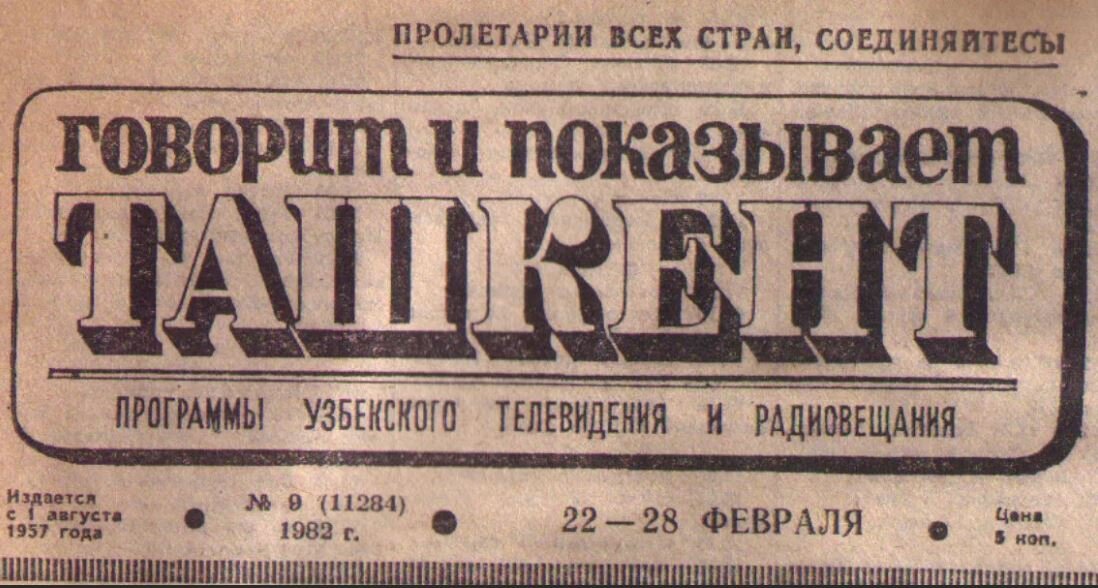 ПРОЛЕТАРИИ ВСЕХ СТРАН, СОЕДИНЯЙТЕСЬ
говорит и показывает
ТАШКЕНТ
ПРОГРАММЫ УЗБЕКСКОГО ТЕЛЕВИДЕНИЯ И РАДИОВЕЩАНИЯ
Издается
с 1 августа
1957 года
№ 9 (11284)
1982 г.
22 — 28 ФЕВРАЛЯ
Цена
5 коп.